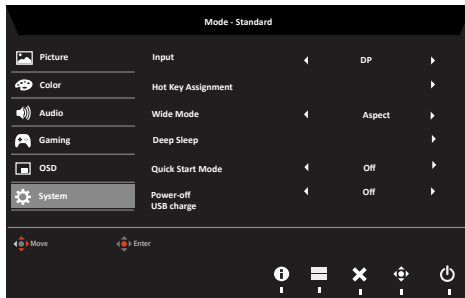 Mode - Standard
Picture
Color
Audio
Gaming
OSD
System
Input DP
Hot Key Assignment
Wide Mode Aspect
Deep Sleep
Quick Start Mode Off
Power-off Off
USB charge
Move Enter